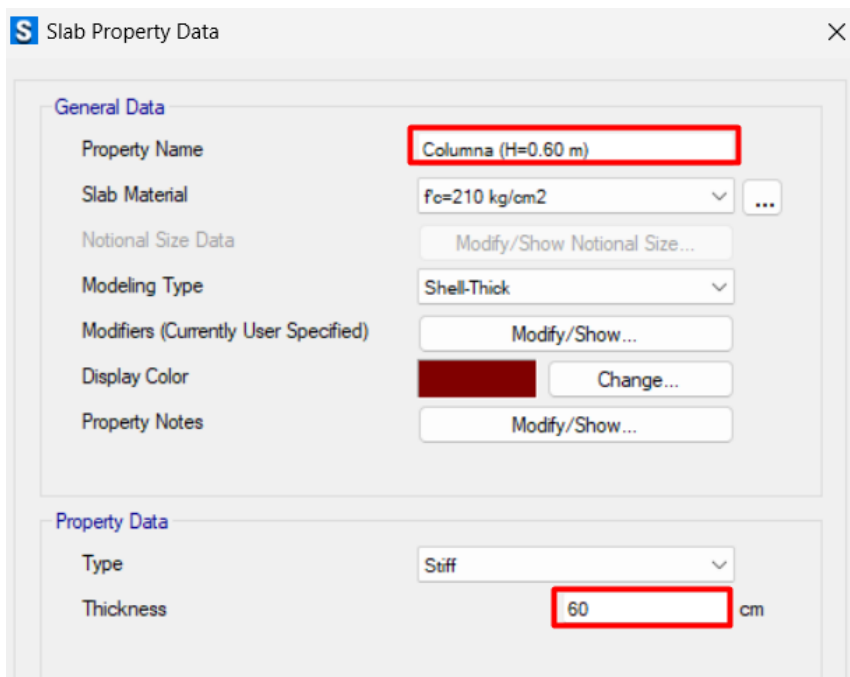 S Slab Property Data
General Data
Property Name Columna (H=0.60 m)
Slab Material f'c=210 kg/cm2 ...
Notional Size Data Modify/Show Notional Size...
Modeling Type Shell-Thick
Modifiers (Currently User Specified) Modify/Show...
Display Color Change...
Property Notes Modify/Show...
Property Data
Type Stiff
Thickness 60 cm